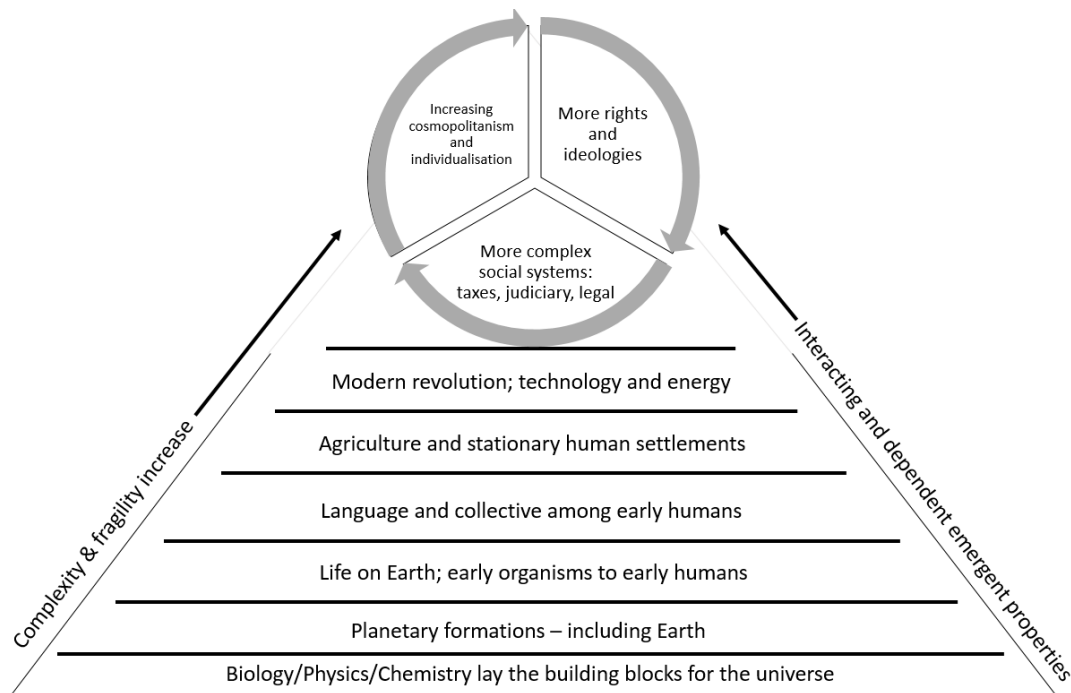 Increasing
cosmopolitanism
and
individualisation
More rights
and
ideologies
More complex
social systems:
taxes, judiciary, legal
Modern revolution; technology and energy
Agriculture and stationary human settlements
Language and collective among early humans
Life on Earth; early organisms to early humans
Planetary formations – including Earth
Biology/Physics/Chemistry lay the building blocks for the universe
Complexity & fragility increase
Interacting and dependent emergent properties